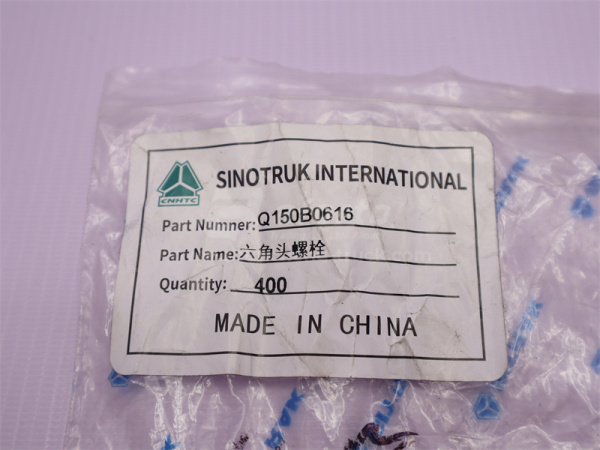 SINOTRUK INTERNATIONAL
CNHTC
Part Numner: Q150B0616
Part Name: 六角头螺栓
Quantity: 400
MADE IN CHINA